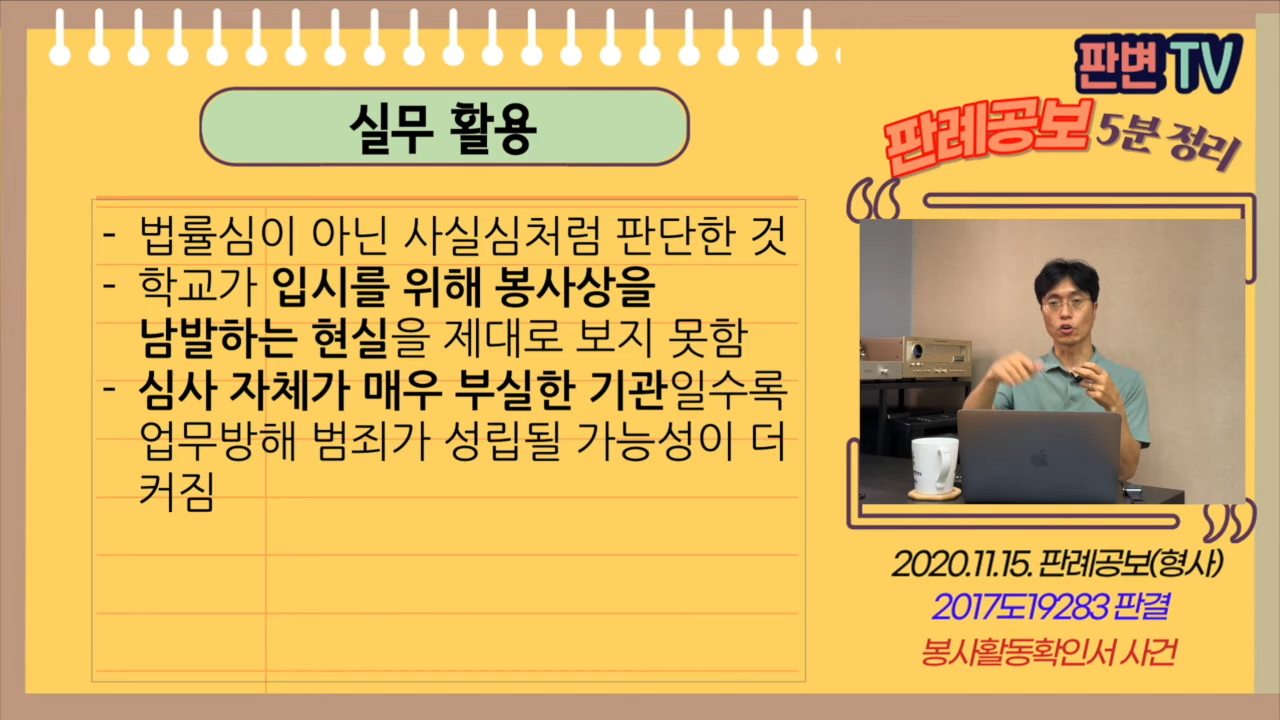 판변 TV
판례공보 5분 정리
실무 활용
- 법률심이 아닌 사실심처럼 판단한 것
- 학교가 입시를 위해 봉사상을
남발하는 현실을 제대로 보지 못함
- 심사 자체가 매우 부실한 기관일수록
업무방해 범죄가 성립될 가능성이 더
커짐
2020.11.15. 판례공보(형사)
2017도19283 판결
봉사활동확인서 사건